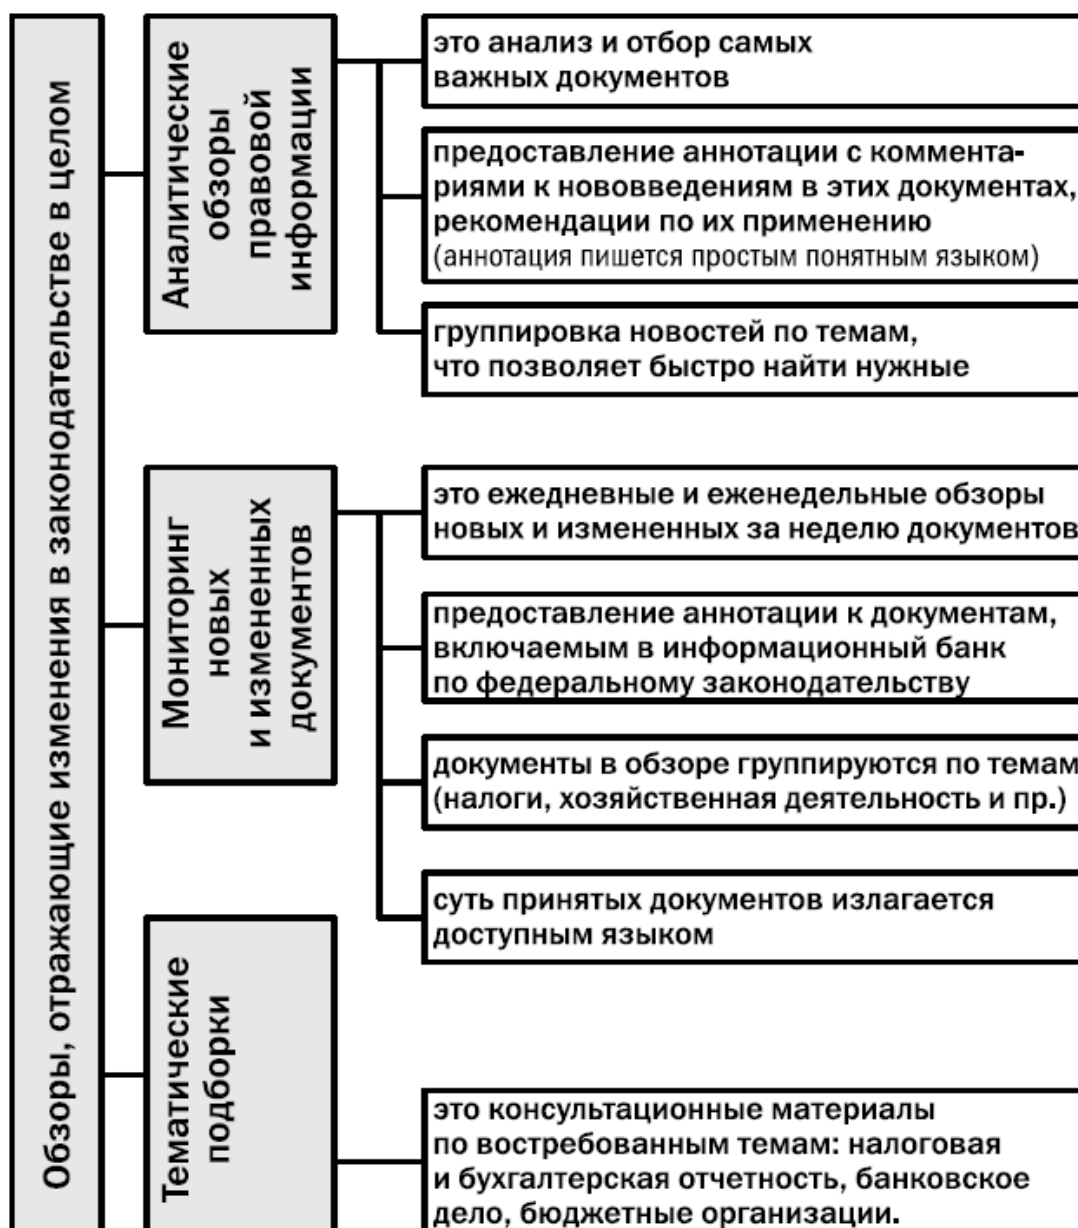 Обзоры, отражающие изменения в законодательстве в целом
Аналитические
обзоры
правовой
информации
это анализ и отбор самых
важных документов
предоставление аннотации с коммента-
риями к нововведениям в этих документах,
рекомендации по их применению
(аннотация пишется простым понятным языком)
группировка новостей по темам,
что позволяет быстро найти нужные
Мониторинг
новых
и измененных
документов
это ежедневные и еженедельные обзоры
новых и измененных за неделю документов
предоставление аннотации к документам,
включаемым в информационный банк
по федеральному законодательству
документы в обзоре группируются по темам
(налоги, хозяйственная деятельность и пр.)
суть принятых документов излагается
доступным языком
Тематические
подборки
это консультационные материалы
по востребованным темам: налоговая
и бухгалтерская отчетность, банковское
дело, бюджетные организации.